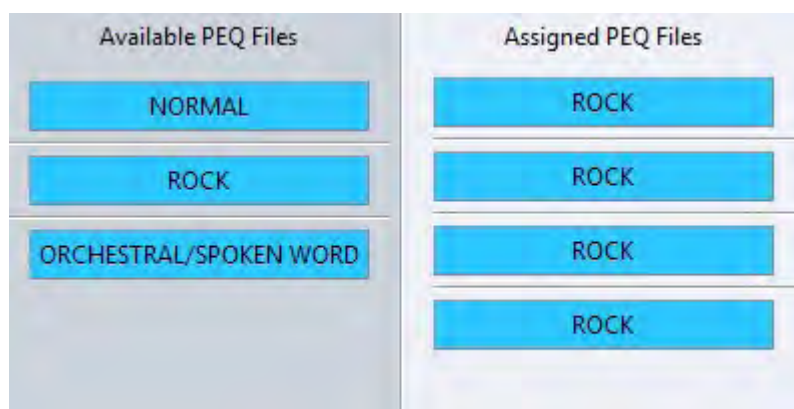 Available PEQ Files
NORMAL
ROCK
ORCHESTRAL/SPOKEN WORD
Assigned PEQ Files
ROCK
ROCK
ROCK
ROCK